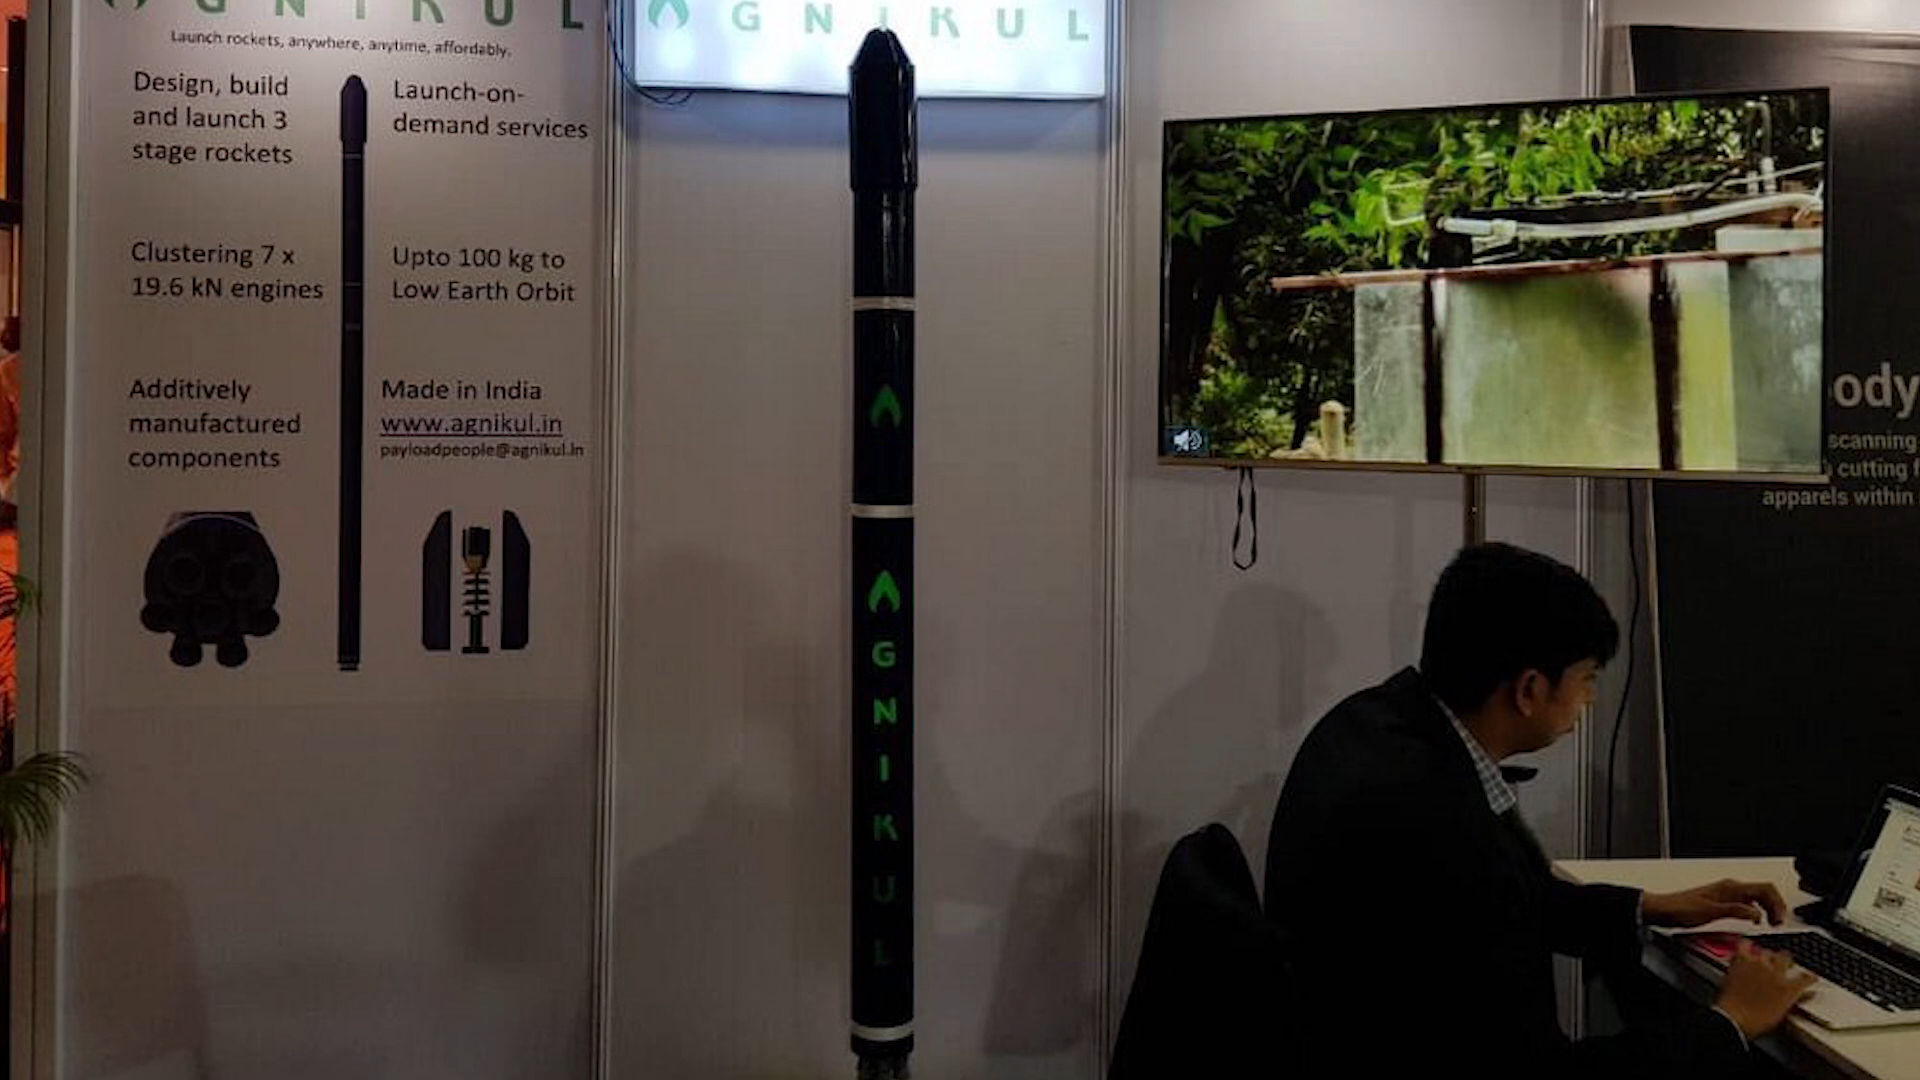 GNIKUL
Launch rockets, anywhere, anytime, affordably.
Design, build
and launch 3
stage rockets
Launch-on-
demand services
Clustering 7 x
19.6 kN engines
Upto 100 kg to
Low Earth Orbit
Additively
manufactured
components
Made in India
www.agnikul.in
payloadpeople@agnikul.in
GNIKUL
GNIKUL
ody
scanning
cutting f
apparels within